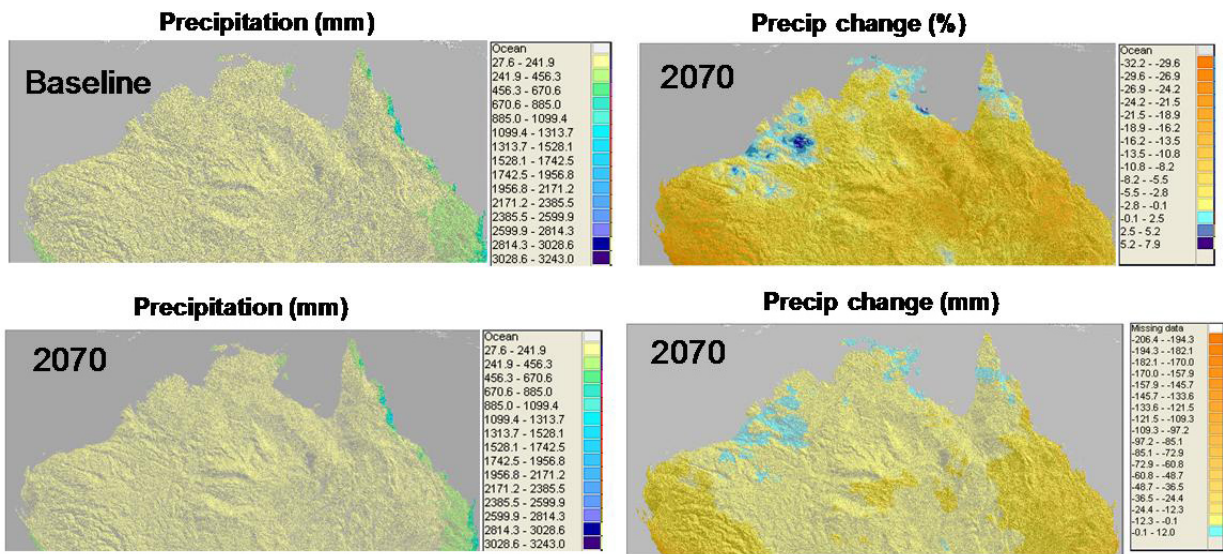 Precipitation (mm)
Baseline
Ocean
27.6 - 241.9
241.9 - 456.3
456.3 - 670.6
670.6 - 885.0
885.0 - 1099.4
1099.4 - 1313.7
1313.7 - 1528.1
1528.1 - 1742.5
1742.5 - 1956.8
1956.8 - 2171.2
2171.2 - 2385.5
2385.5 - 2599.9
2599.9 - 2814.3
2814.3 - 3028.6
3028.6 - 3243.0
Precip change (%)
2070
Ocean
-32.2 - -29.6
-29.6 - -26.9
-26.9 - -24.2
-24.2 - -21.5
-21.5 - -18.9
-18.9 - -16.2
-16.2 - -13.5
-13.5 - -10.8
-10.8 - -8.2
-8.2 - -5.5
-5.5 - -2.8
-2.8 - -0.1
-0.1 - 2.5
2.5 - 5.2
5.2 - 7.9
Precipitation (mm)
2070
Ocean
27.6 - 241.9
241.9 - 456.3
456.3 - 670.6
670.6 - 885.0
885.0 - 1099.4
1099.4 - 1313.7
1313.7 - 1528.1
1528.1 - 1742.5
1742.5 - 1956.8
1956.8 - 2171.2
2171.2 - 2385.5
2385.5 - 2599.9
2599.9 - 2814.3
2814.3 - 3028.6
3028.6 - 3243.0
Precip change (mm)
2070
Missing data
-206.4 - -194.3
-194.3 - -182.1
-182.1 - -170.0
-170.0 - -157.9
-157.9 - -145.7
-145.7 - -133.6
-133.6 - -121.5
-121.5 - -109.3
-109.3 - -97.2
-97.2 - -85.1
-85.1 - -72.9
-72.9 - -60.8
-60.8 - -48.7
-48.7 - -36.5
-36.5 - -24.4
-24.4 - -12.3
-12.3 - -0.1
-0.1 - 12.0